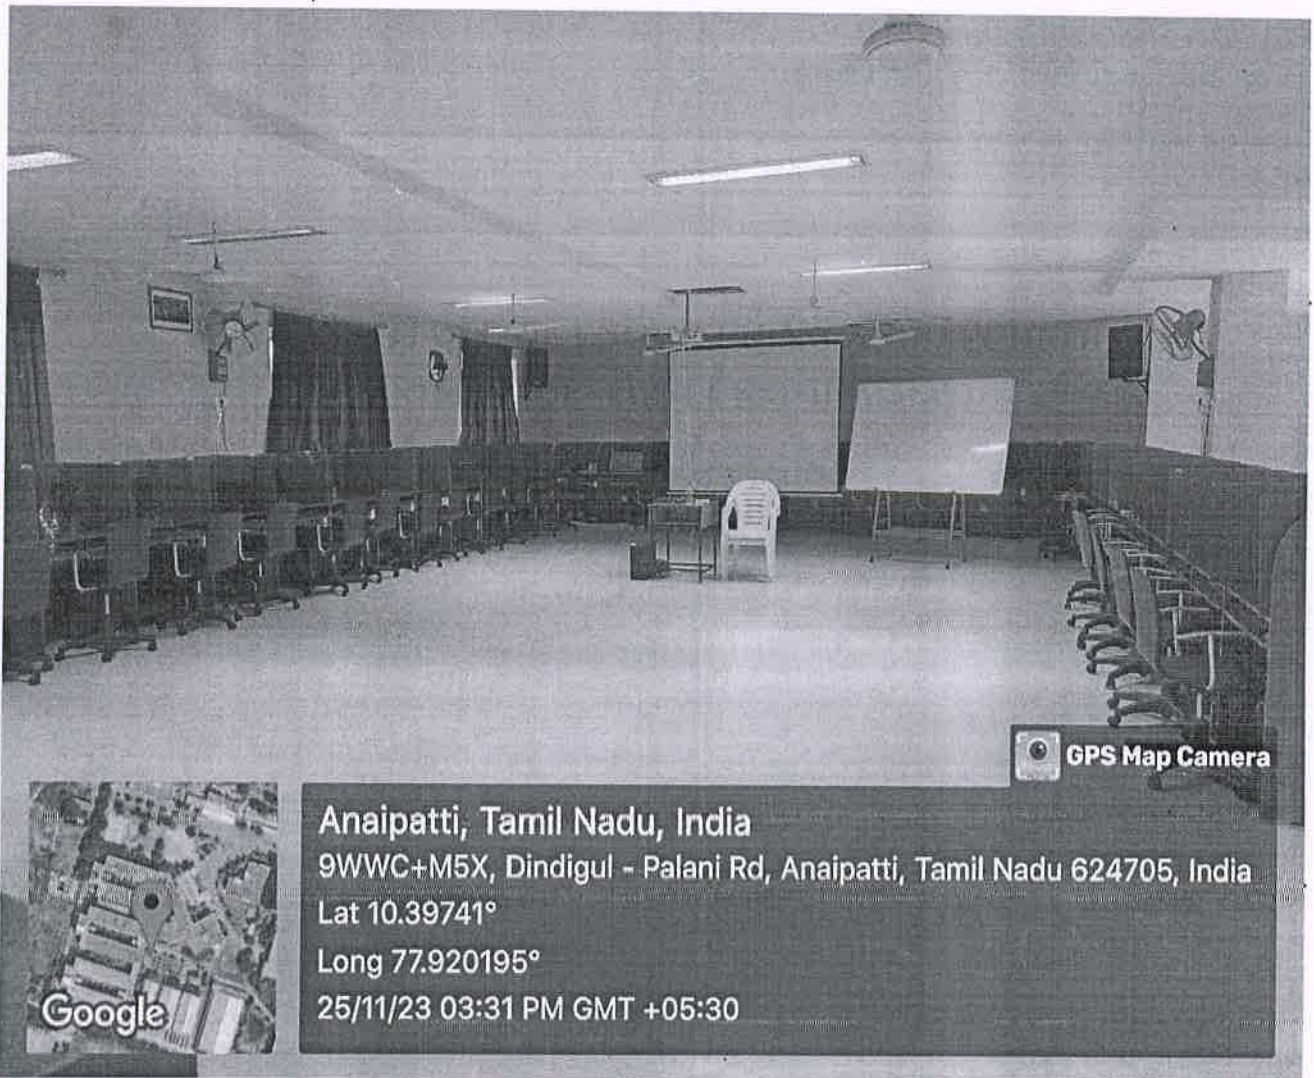 GPS Map Camera
Anaipatti, Tamil Nadu, India
9WWC+M5X, Dindigul - Palani Rd, Anaipatti, Tamil Nadu 624705, India
Lat 10.39741°
Long 77.920195°
25/11/23 03:31 PM GMT +05:30
Google